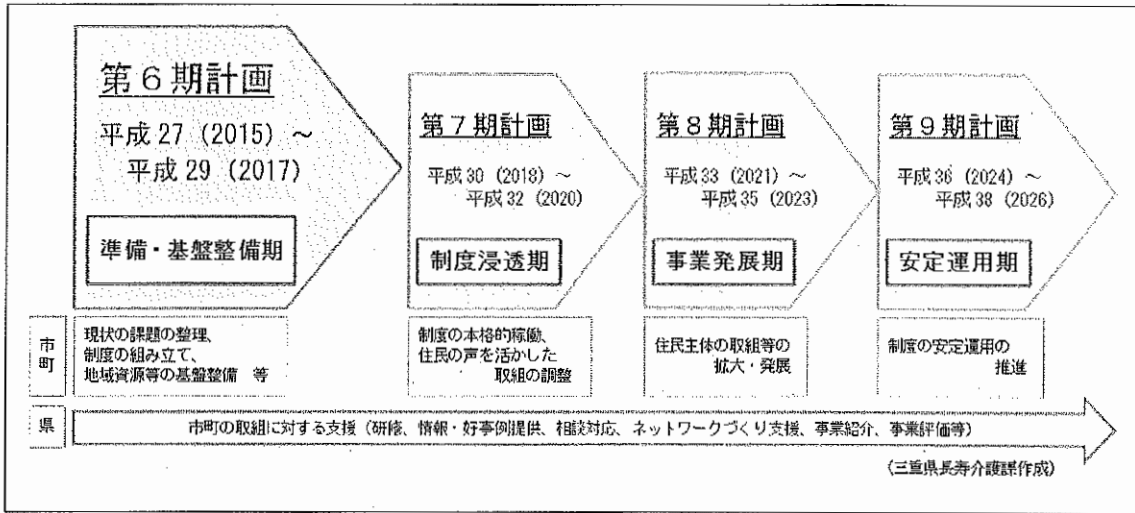 第6期計画
平成27（2015）～
平成29（2017）
準備・基盤整備期
第7期計画
平成30（2018）～
平成32（2020）
制度浸透期
第8期計画
平成33（2021）～
平成35（2023）
事業発展期
第9期計画
平成36（2024）～
平成38（2026）
安定運用期
市町
現状の課題の整理、
制度の組み立て、
地域資源等の基盤整備　等
制度の本格的稼働、
住民の声を活かした
取組の調整
住民主体の取組等の
拡大・発展
制度の安定運用の
推進
県
市町の取組に対する支援（研修、情報・好事例提供、相談対応、ネットワークづくり支援、事業紹介、事業評価等）
（三重県長寿介護課作成）